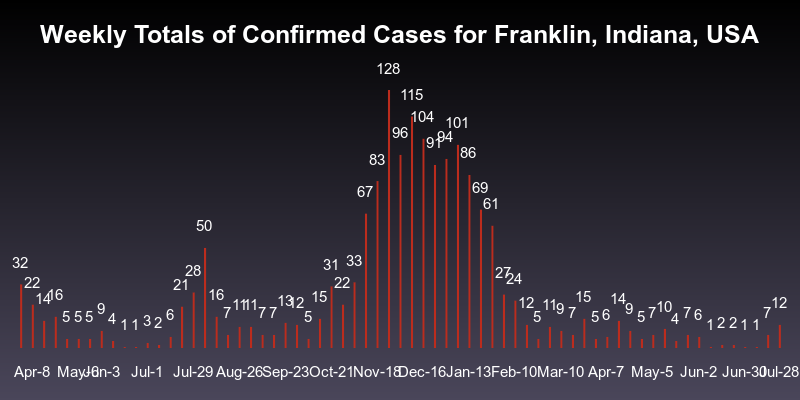 Weekly Totals of Confirmed Cases for Franklin, Indiana, USA
32 22 14 16 5 5 5 9 4 1 1 3 2 6 21 28 50 16 7 11 11 7 7 13 12 5 15 31 22 33 67 83 128 96 115 104 91 94 101 86 69 61 27 24 12 5 11 9 7 15 5 6 14 9 5 7 10 4 7 6 1 2 2 1 1 7 12
Apr-8 May-6 Jun-3 Jul-1 Jul-29 Aug-26 Sep-23 Oct-21 Nov-18 Dec-16 Jan-13 Feb-10 Mar-10 Apr-7 May-5 Jun-2 Jun-30 Jul-28